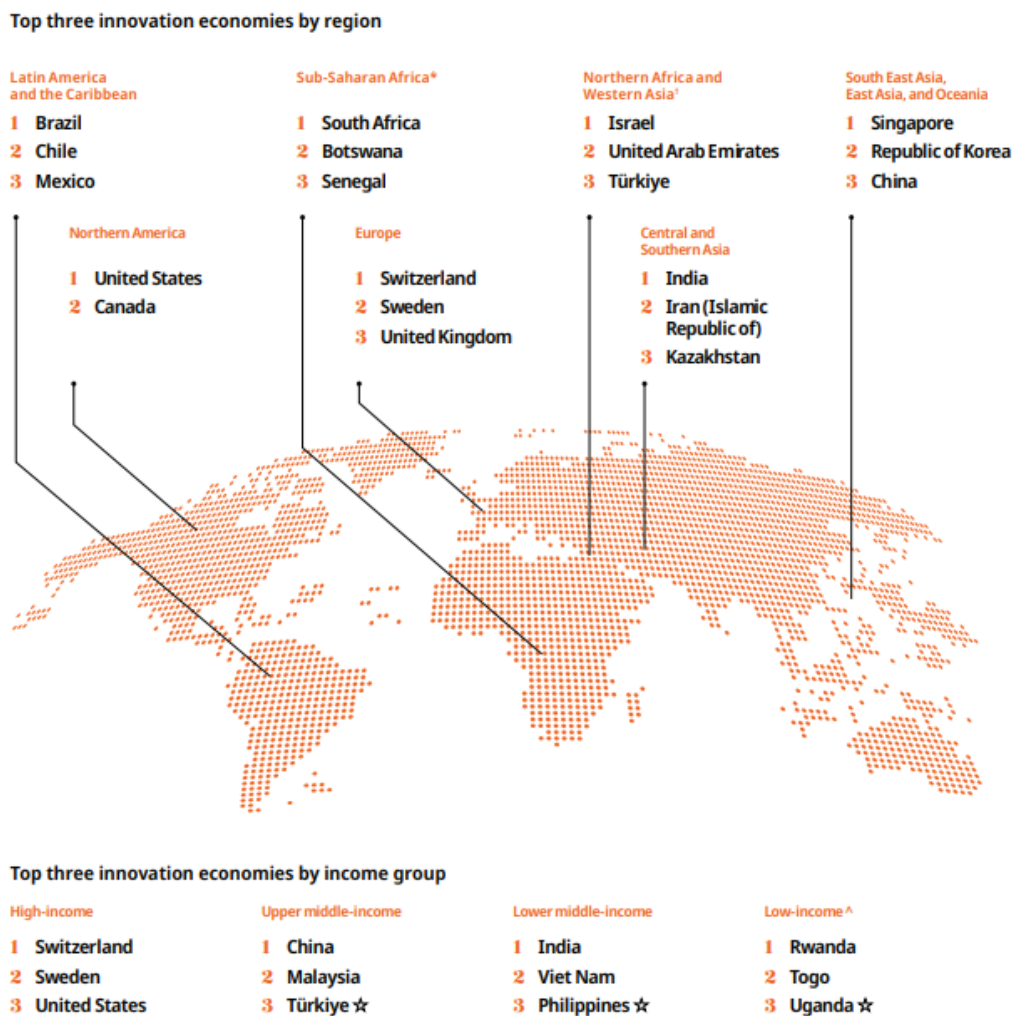 Top three innovation economies by region
Latin America
and the Caribbean
1 Brazil
2 Chile
3 Mexico
Sub-Saharan Africa*
1 South Africa
2 Botswana
3 Senegal
Northern Africa and
Western Asia†
1 Israel
2 United Arab Emirates
3 Türkiye
South East Asia,
East Asia, and Oceania
1 Singapore
2 Republic of Korea
3 China
Northern America
1 United States
2 Canada
Europe
1 Switzerland
2 Sweden
3 United Kingdom
Central and
Southern Asia
1 India
2 Iran (Islamic
Republic of)
3 Kazakhstan
Top three innovation economies by income group
High-income
1 Switzerland
2 Sweden
3 United States
Upper middle-income
1 China
2 Malaysia
3 Türkiye ☆
Lower middle-income
1 India
2 Viet Nam
3 Philippines ☆
Low-income^
1 Rwanda
2 Togo
3 Uganda ☆